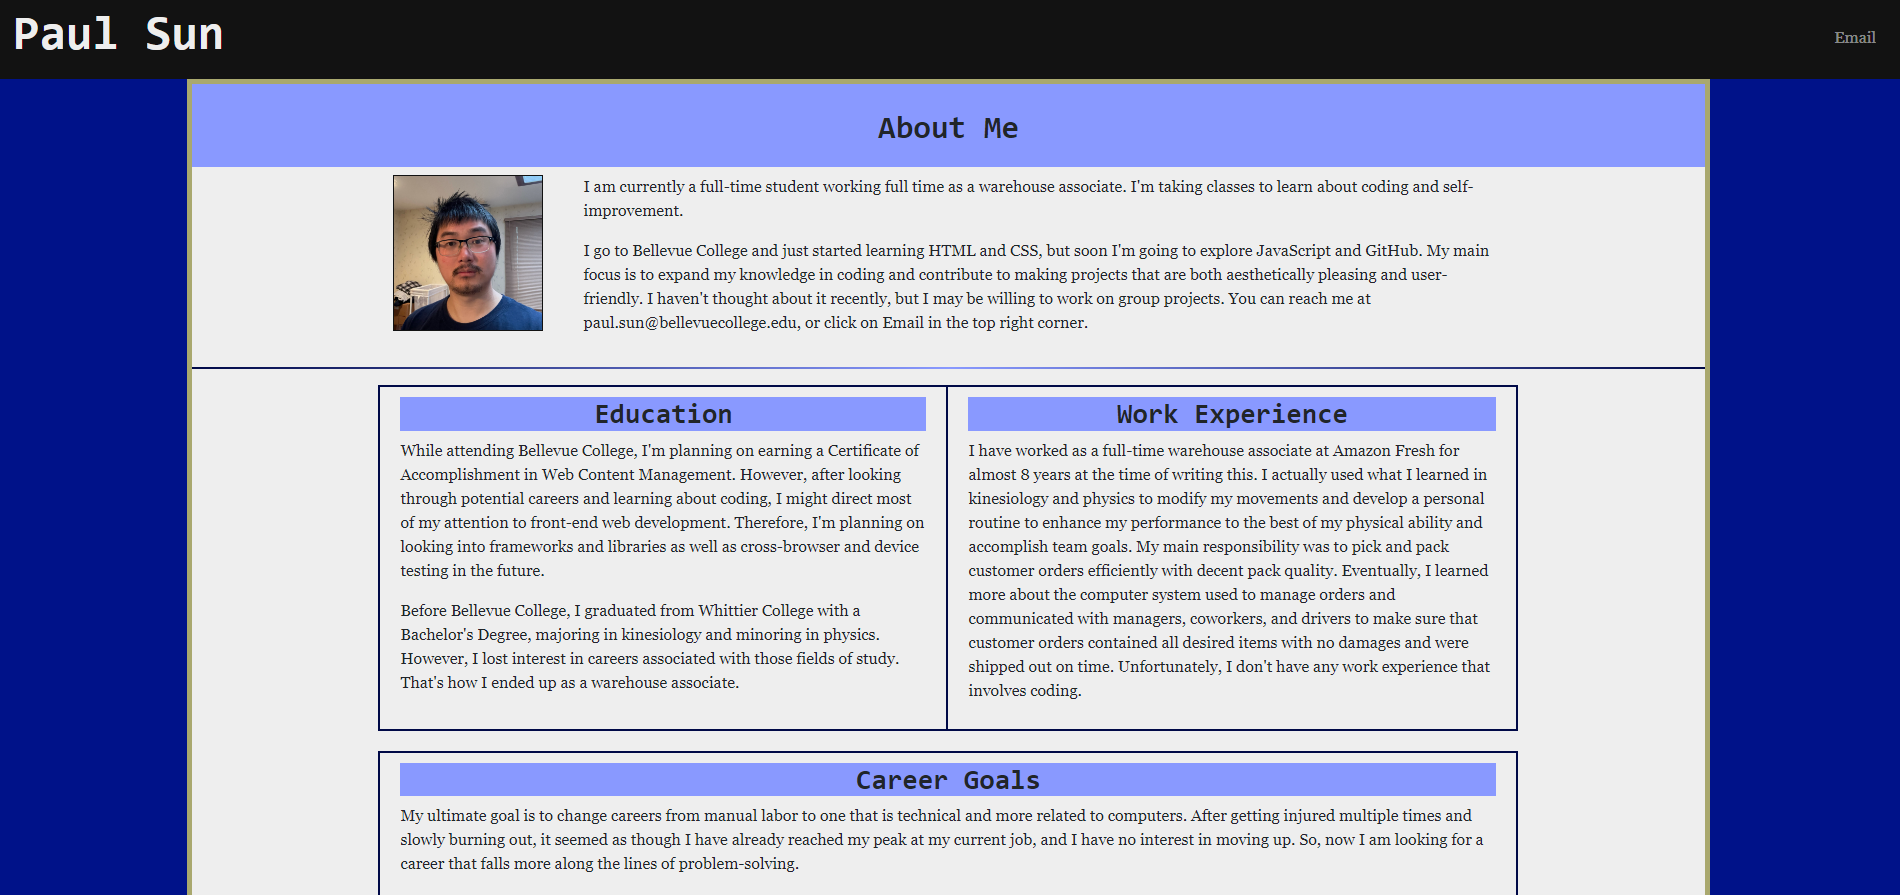 Paul Sun
Email
About Me
I am currently a full-time student working full time as a warehouse associate. I'm taking classes to learn about coding and self-
improvement.
I go to Bellevue College and just started learning HTML and CSS, but soon I'm going to explore JavaScript and GitHub. My main
focus is to expand my knowledge in coding and contribute to making projects that are both aesthetically pleasing and user-
friendly. I haven't thought about it recently, but I may be willing to work on group projects. You can reach me at
paul.sun@bellevuecollege.edu, or click on Email in the top right corner.
Education
While attending Bellevue College, I'm planning on earning a Certificate of
Accomplishment in Web Content Management. However, after looking
through potential careers and learning about coding, I might direct most
of my attention to front-end web development. Therefore, I'm planning on
looking into frameworks and libraries as well as cross-browser and device
testing in the future.
Before Bellevue College, I graduated from Whittier College with a
Bachelor's Degree, majoring in kinesiology and minoring in physics.
However, I lost interest in careers associated with those fields of study.
That's how I ended up as a warehouse associate.
Work Experience
I have worked as a full-time warehouse associate at Amazon Fresh for
almost 8 years at the time of writing this. I actually used what I learned in
kinesiology and physics to modify my movements and develop a personal
routine to enhance my performance to the best of my physical ability and
accomplish team goals. My main responsibility was to pick and pack
customer orders efficiently with decent pack quality. Eventually, I learned
more about the computer system used to manage orders and
communicated with managers, coworkers, and drivers to make sure that
customer orders contained all desired items with no damages and were
shipped out on time. Unfortunately, I don't have any work experience that
involves coding.
Career Goals
My ultimate goal is to change careers from manual labor to one that is technical and more related to computers. After getting injured multiple times and
slowly burning out, it seemed as though I have already reached my peak at my current job, and I have no interest in moving up. So, now I am looking for a
career that falls more along the lines of problem-solving.